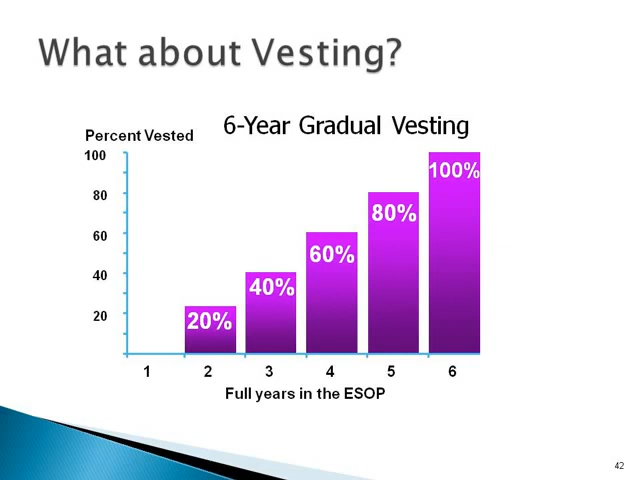 What about Vesting?
6-Year Gradual Vesting
Percent Vested
100
80
60
40
20
20%
40%
60%
80%
100%
1 2 3 4 5 6
Full years in the ESOP
42